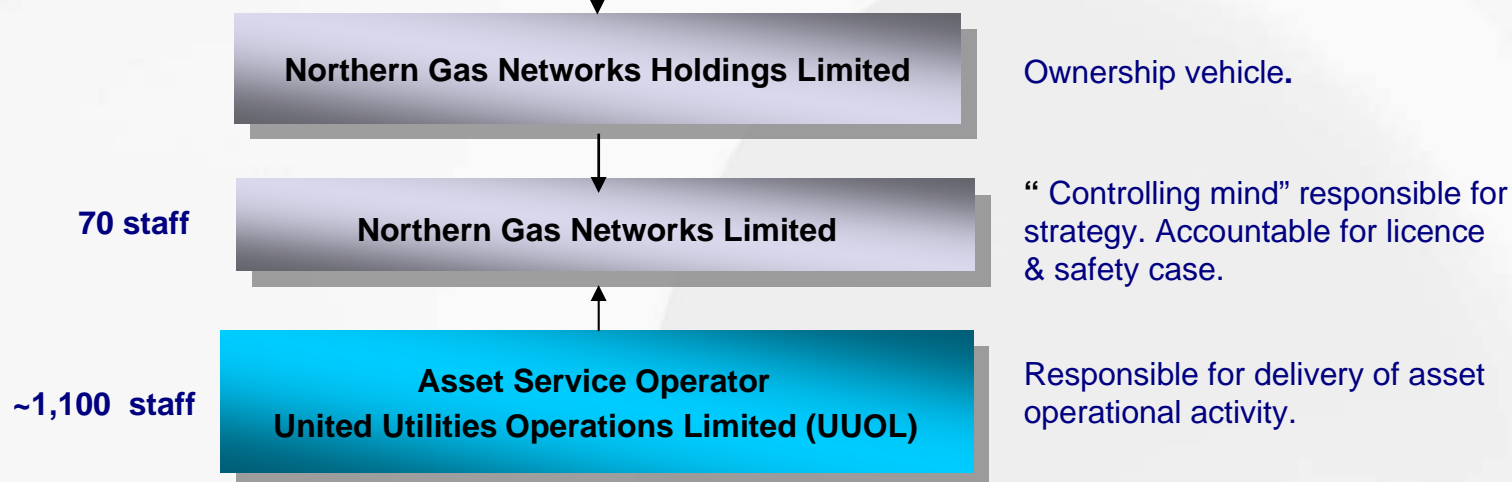 Northern Gas Networks Holdings Limited
Ownership vehicle.
70 staff
Northern Gas Networks Limited
“ Controlling mind” responsible for
strategy. Accountable for licence
& safety case.
~1,100 staff
Asset Service Operator
United Utilities Operations Limited (UUOL)
Responsible for delivery of asset
operational activity.